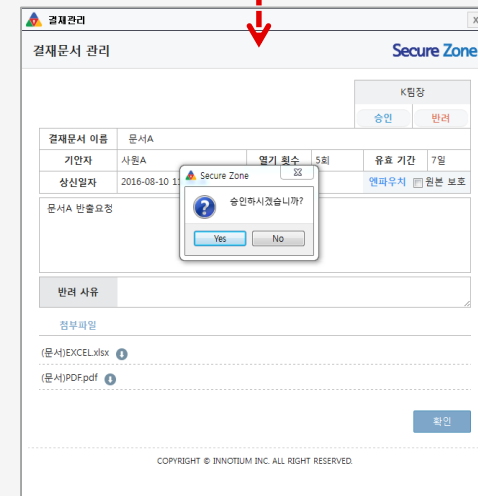 결재관리
결재문서 관리
Secure Zone
K팀장
승인 반려
결재문서 이름 문서A
기안자 사원A 열기 횟수 5회 유효 기간 7일
상신일자 2016-08-10 11
엔파우치 원본 보호
Secure Zone
승인하시겠습니까?
Yes No
문서A 반출요청
반려 사유
첨부파일
(문서)EXCEL.xlsx
(문서)PDF.pdf
확인
COPYRIGHT © INNOTIUM INC. ALL RIGHT RESERVED.